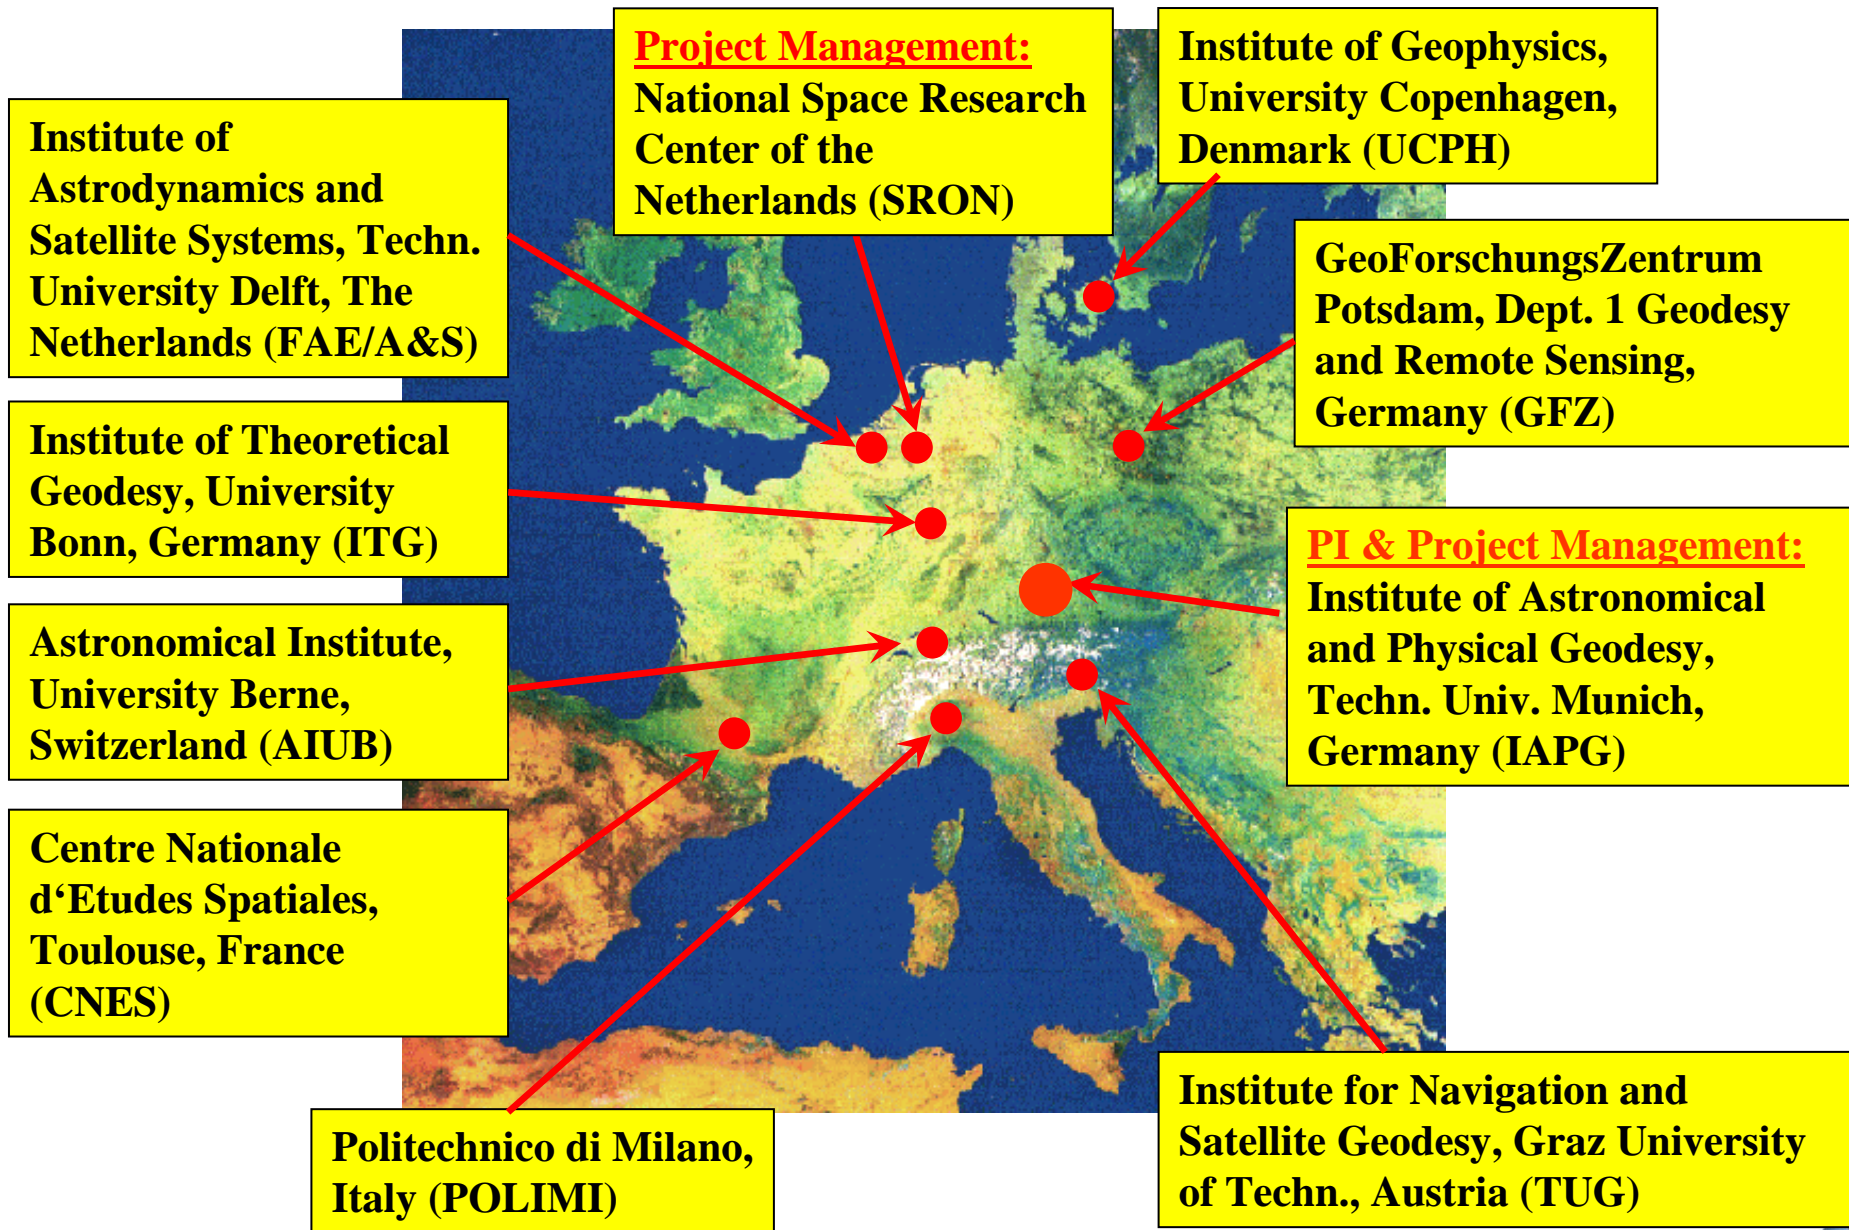 Project Management:
National Space Research
Center of the
Netherlands (SRON)
Institute of Geophysics,
University Copenhagen,
Denmark (UCPH)
Institute of
Astrodynamics and
Satellite Systems, Techn.
University Delft, The
Netherlands (FAE/A&S)
GeoForschungsZentrum
Potsdam, Dept. 1 Geodesy
and Remote Sensing,
Germany (GFZ)
Institute of Theoretical
Geodesy, University
Bonn, Germany (ITG)
PI & Project Management:
Institute of Astronomical
and Physical Geodesy,
Techn. Univ. Munich,
Germany (IAPG)
Astronomical Institute,
University Berne,
Switzerland (AIUB)
Centre Nationale
d‘Etudes Spatiales,
Toulouse, France
(CNES)
Institute for Navigation and
Satellite Geodesy, Graz University
of Techn., Austria (TUG)
Politechnico di Milano,
Italy (POLIMI)